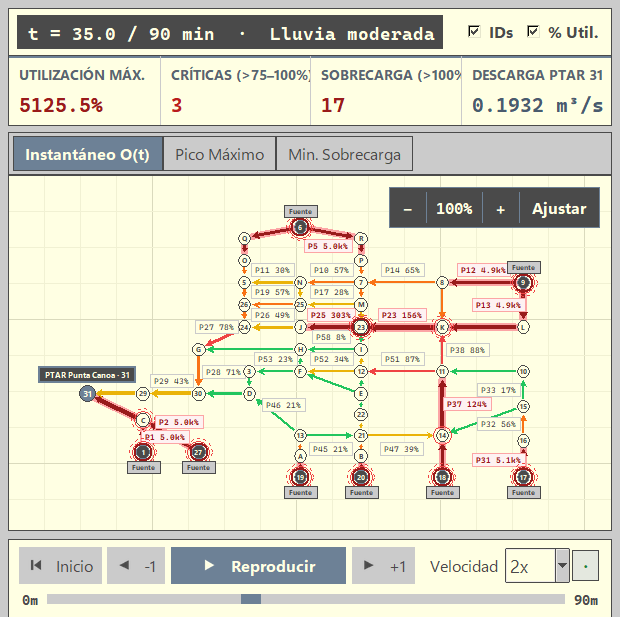 t = 35.0 / 90 min · Lluvia moderada
IDs
% Util.
UTILIZACIÓN MÁX.
5125.5%
CRÍTICAS (>75–100%)
3
SOBRECARGA (>100%
17
DESCARGA PTAR 31
0.1932 m³/s
Instantáneo O(t)
Pico Máximo
Min. Sobrecarga
− 100% + Ajustar
Fuente
6
Q
R
P5 5.0k%
O
P
P11 30%
P10 57%
P14 65%
P12 4.9k%
Fuente
5
N
7
8
9
P19 57%
P17 28%
P13 4.9k%
26
25
M
P26 49%
P25 303%
P23 156%
P27 78%
24
J
23
K
L
P58 8%
G
H
I
P38 88%
P53 23%
P52 34%
P51 87%
P28 71%
3
F
12
11
10
PTAR Punta Canoa · 31
P29 43%
P33 17%
31
29
30
D
E
P46 21%
P37 124%
15
22
C
P2 5.0k%
P32 56%
P1 5.0k%
13
21
14
16
P45 21%
P47 39%
1
27
A
B
P31 5.1k%
Fuente
Fuente
19
20
18
17
Fuente
Fuente
Fuente
Fuente
Inicio
-1
Reproducir
+1
Velocidad
2x
0m
90m